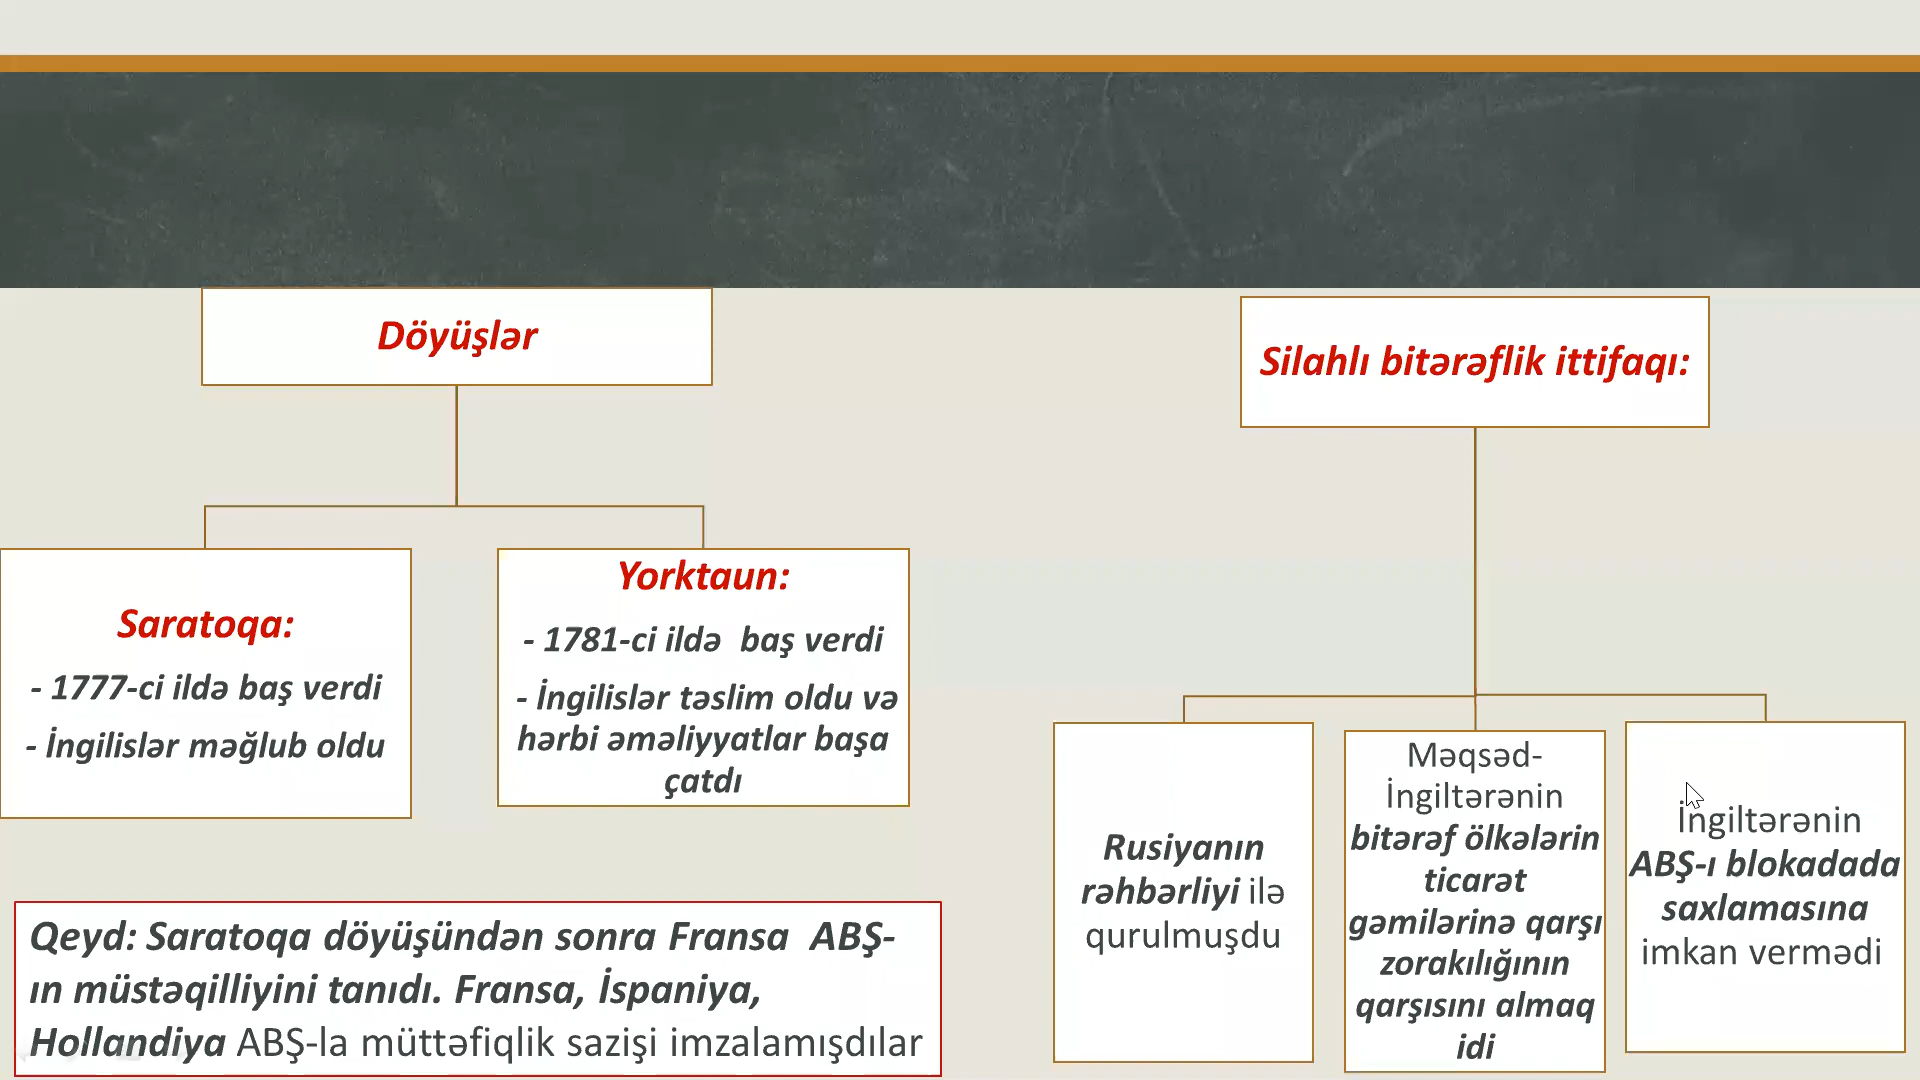 Döyüşlər
Saratoqa:
- 1777-ci ildə baş verdi
- İngilislər məğlub oldu
Yorktaun:
- 1781-ci ildə  baş verdi
- İngilislər təslim oldu və
hərbi əməliyyatlar başa
çatdı
Qeyd: Saratoqa döyüşündən sonra Fransa  ABŞ-
ın müstəqilliyini tanıdı. Fransa, İspaniya,
Hollandiya ABŞ-la müttəfiqlik sazişi imzalamışdılar
Silahlı bitərəflik ittifaqı:
Rusiyanın
rəhbərliyi ilə
qurulmuşdu
Məqsəd-
İngiltərənin
bitərəf ölkələrin
ticarət
gəmilərinə qarşı
zorakılığının
qarşısını almaq
idi
İngiltərənin
ABŞ-ı blokadada
saxlamasına
imkan vermədi